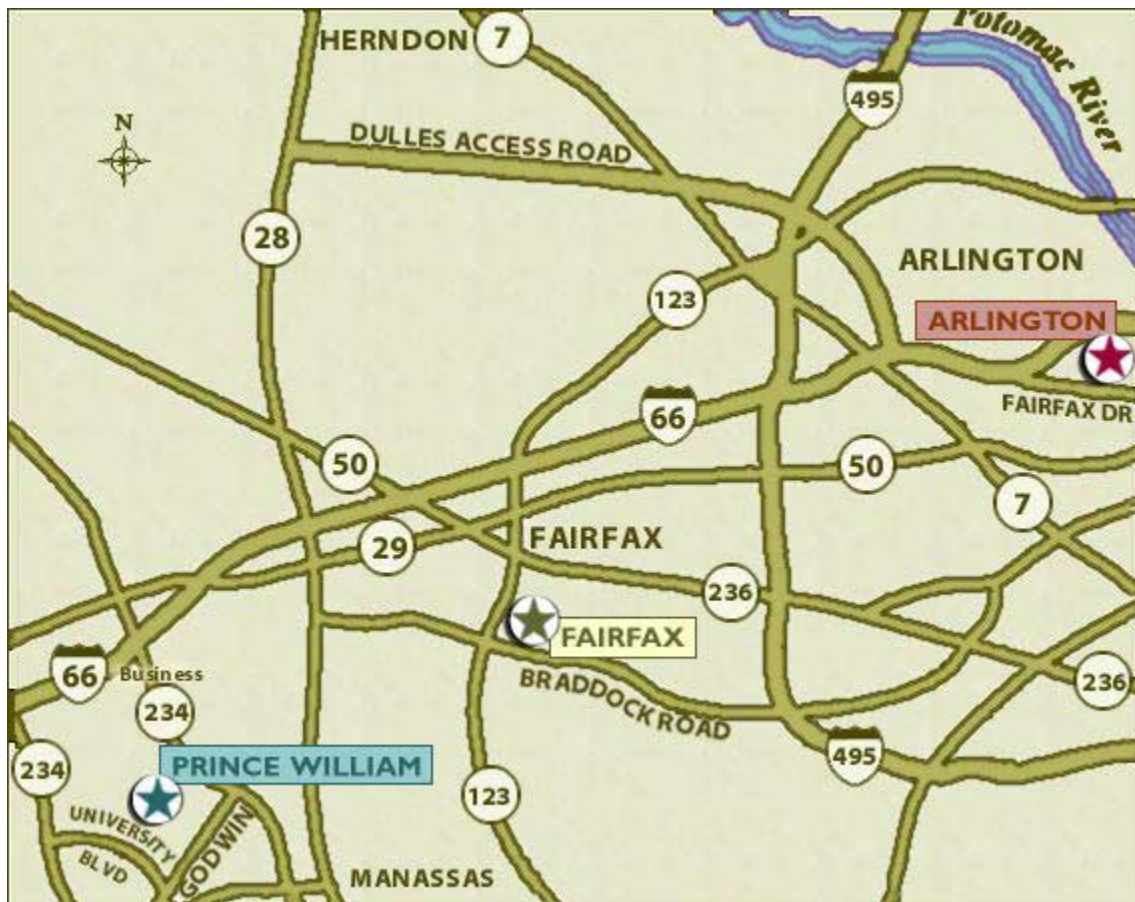 HERNDON
7
Potomac River
495
N
DULLES ACCESS ROAD
28
ARLINGTON
123
ARLINGTON
66
FAIRFAX DR
50
50
7
29
FAIRFAX
236
FAIRFAX
66
Business
234
BRADDOCK ROAD
236
495
234
PRINCE WILLIAM
123
UNIVERSITY
BLVD
GODWIN
MANASSAS